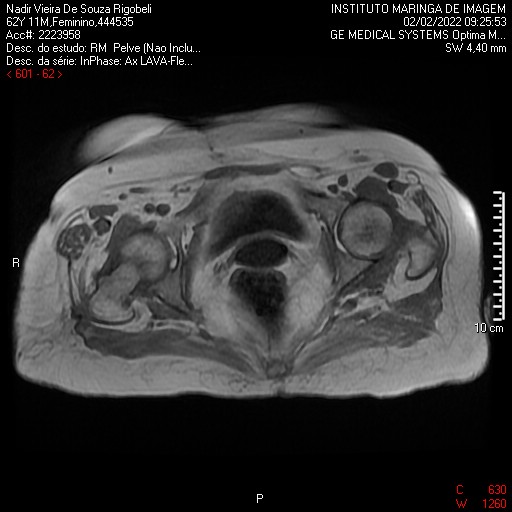 Nadir Vieira De Souza Rigobeli
62Y 11M,Feminino,444535
Acc#: 2223958
Desc. do estudo: RM  Pelve (Nao Inclu...
Desc. da série: InPhase: Ax LAVA-Fle...
< 601 - 62 >
INSTITUTO MARINGA DE IMAGEM
02/02/2022 09:25:53
GE MEDICAL SYSTEMS Optima M...
SW 4,40 mm
R
10 cm
P
C 630
W 1260